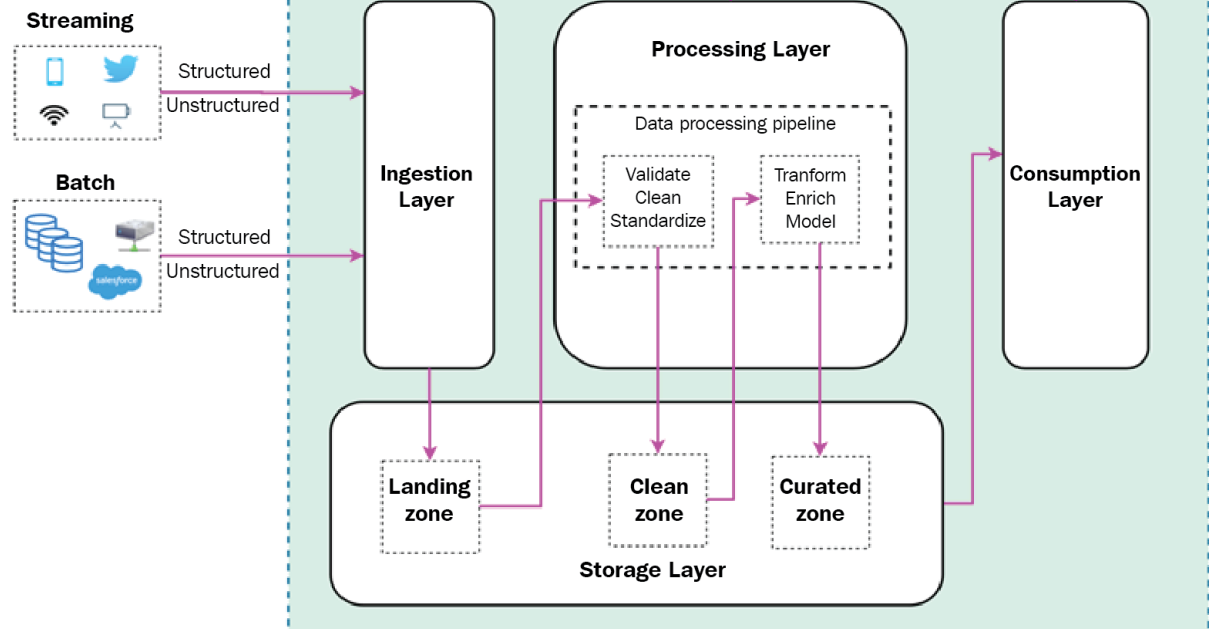 Streaming
Structured
Unstructured
Batch
salesforce
Structured
Unstructured
Ingestion
Layer
Processing Layer
Data processing pipeline
Validate
Clean
Standardize
Tranform
Enrich
Model
Consumption
Layer
Landing
zone
Clean
zone
Curated
zone
Storage Layer